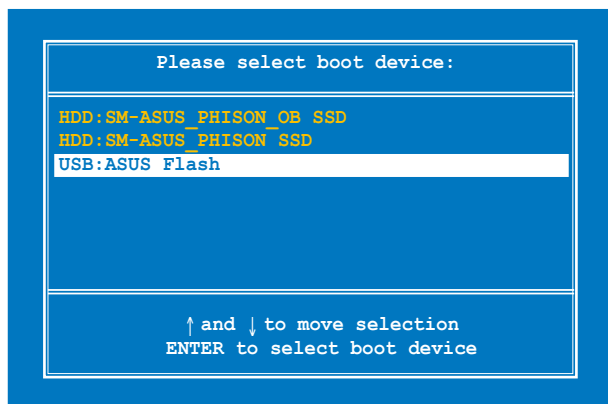 Please select boot device:
HDD:SM-ASUS_PHISON_OB SSD
HDD:SM-ASUS_PHISON SSD
USB:ASUS Flash
↑ and ↓ to move selection
ENTER to select boot device